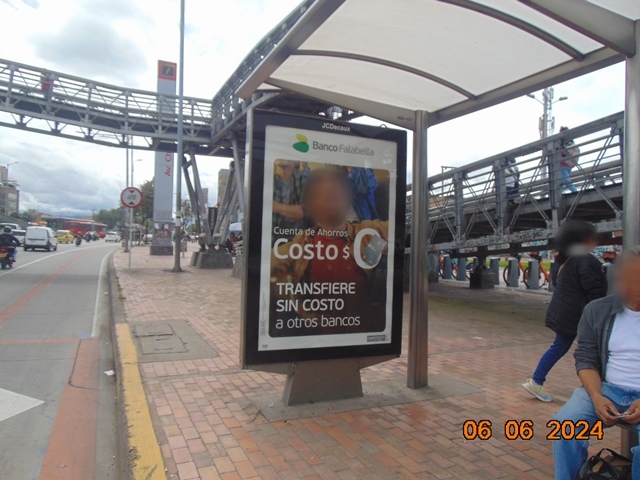 JCDecaux
Banco Falabella
Cuenta de Ahorros
Costo $0
TRANSFIERE
SIN COSTO
a otros bancos
06 06 2024